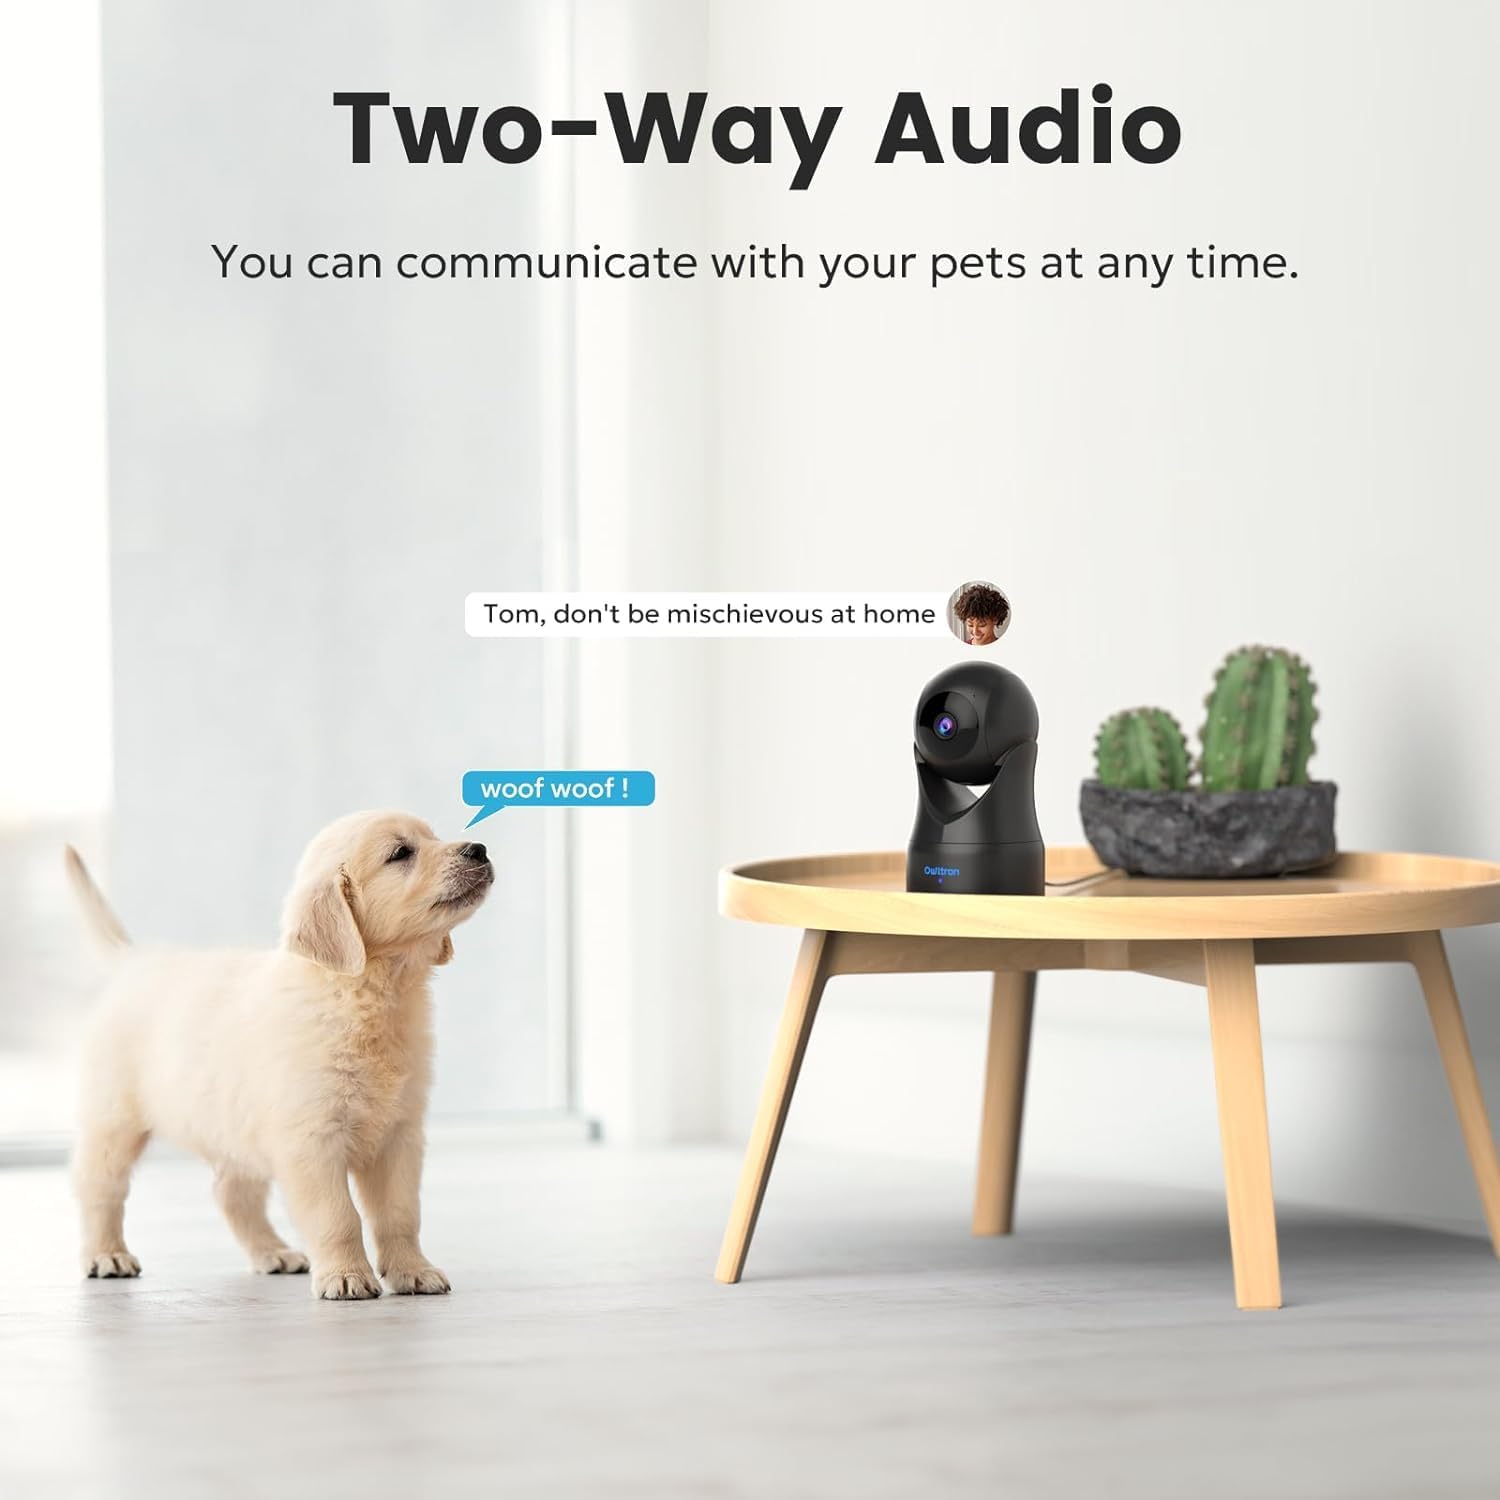 Two-Way Audio
You can communicate with your pets at any time.
Tom, don't be mischievous at home
woof woof !
Owltron